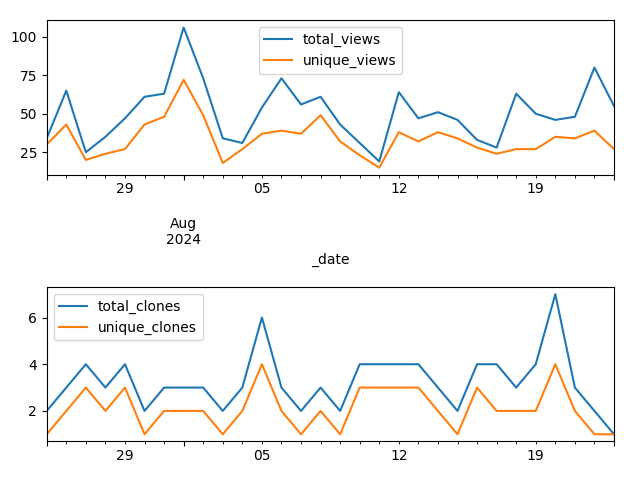 100
75
50
25
total_views
unique_views
29
05
12
19
Aug
2024
_date
6
4
2
total_clones
unique_clones
29
05
12
19